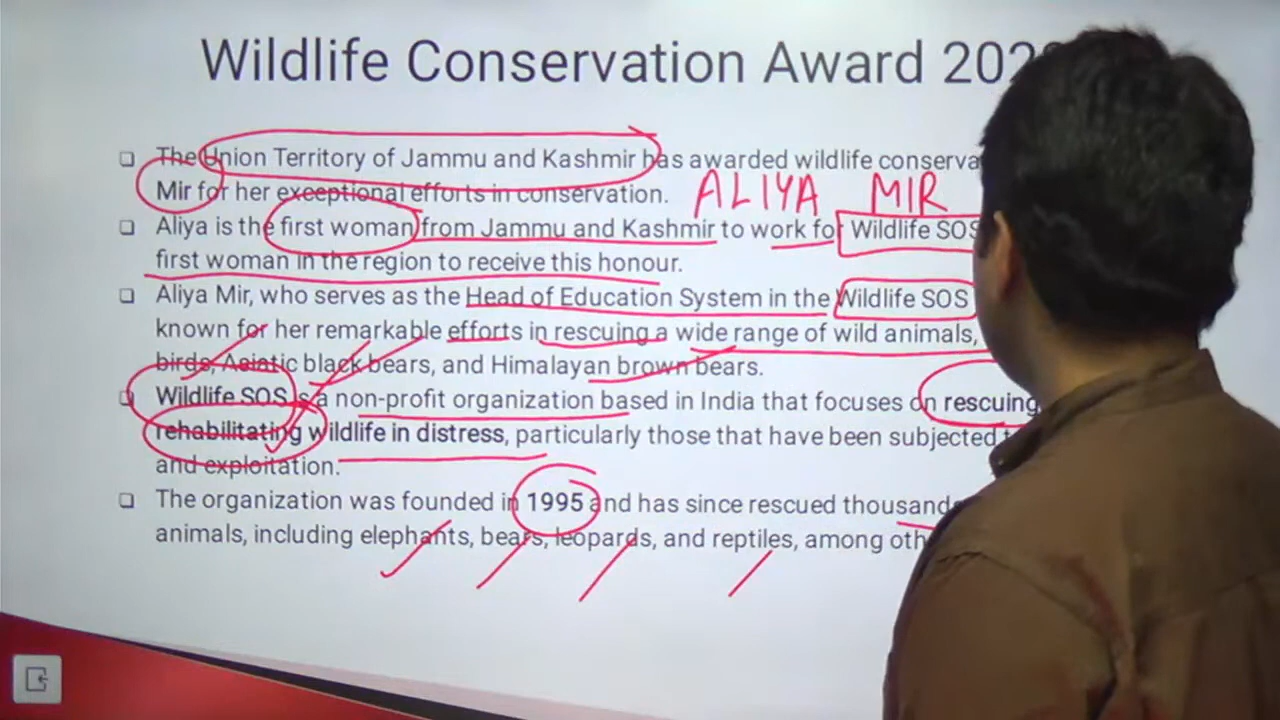 Wildlife Conservation Award 202
The Union Territory of Jammu and Kashmir has awarded wildlife conserva
Mir for her exceptional efforts in conservation. ALIYA MIR
Aliya is the first woman from Jammu and Kashmir to work for Wildlife SOS
first woman in the region to receive this honour.
Aliya Mir, who serves as the Head of Education System in the Wildlife SOS
known for her remarkable efforts in rescuing a wide range of wild animals,
birds, Asiatic black bears, and Himalayan brown bears.
Wildlife SOS is a non-profit organization based in India that focuses on rescuing
rehabilitating wildlife in distress, particularly those that have been subjected
and exploitation.
The organization was founded in 1995 and has since rescued thousands
animals, including elephants, bears, leopards, and reptiles, among oth